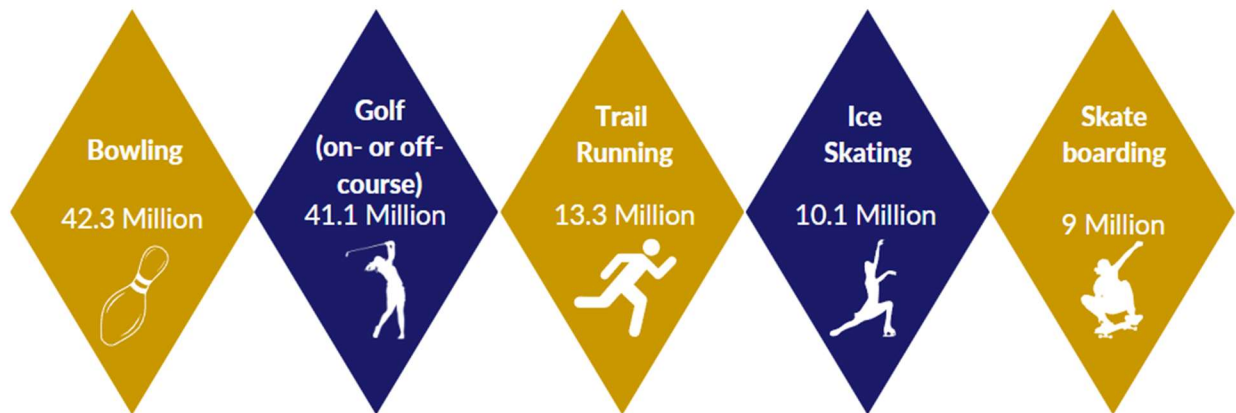 Bowling
42.3 Million
Golf
(on- or off-
course)
41.1 Million
Trail
Running
13.3 Million
Ice
Skating
10.1 Million
Skate
boarding
9 Million